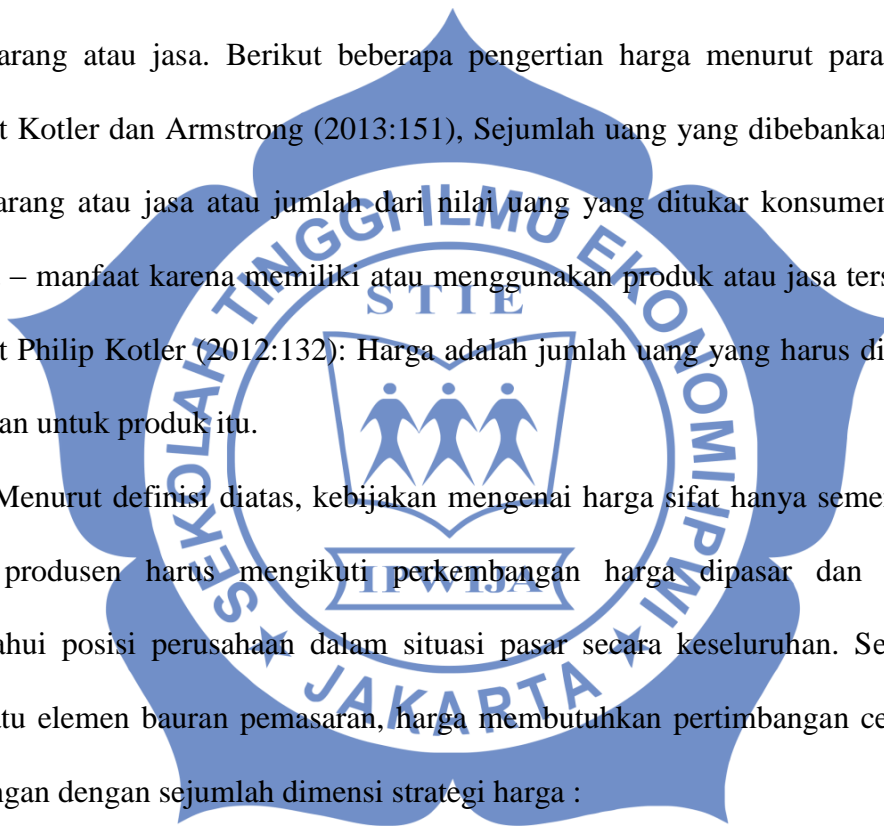 arang atau jasa. Berikut beberapa pengertian harga menurut para
t Kotler dan Armstrong (2013:151), Sejumlah uang yang dibebankan
arang atau jasa atau jumlah dari nilai uang yang ditukar konsumen
– manfaat karena memiliki atau menggunakan produk atau jasa ters
t Philip Kotler (2012:132): Harga adalah jumlah uang yang harus di
an untuk produk itu.
Menurut definisi diatas, kebijakan mengenai harga sifat hanya semen
produsen harus mengikuti perkembangan harga dipasar dan
ahui posisi perusahaan dalam situasi pasar secara keseluruhan. Se
tu elemen bauran pemasaran, harga membutuhkan pertimbangan ce
ngan dengan sejumlah dimensi strategi harga :
SEKOLAH TINGGI ILMU EKONOMI IPWI
JAKARTA
STIE
IPWIJA